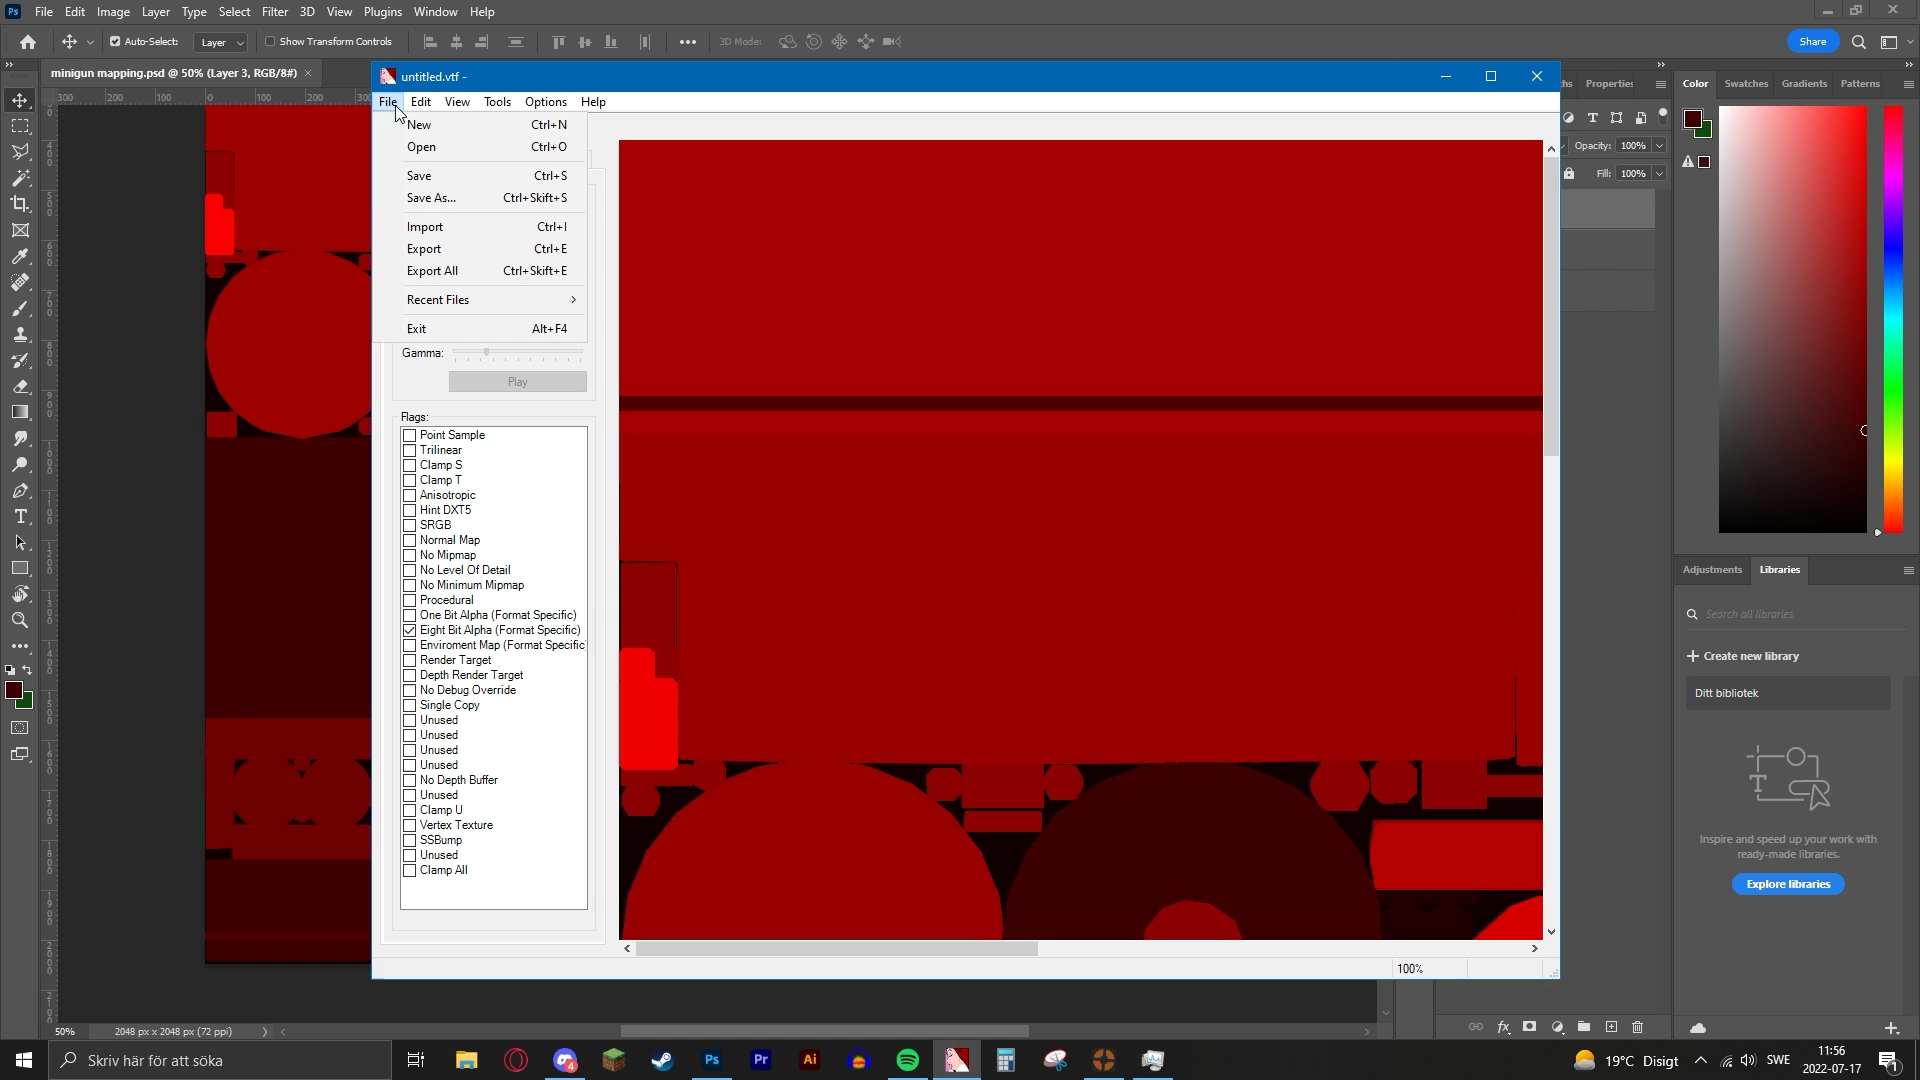 Ps File Edit Image Layer Type Select Filter 3D View Plugins Window Help
Auto-Select: Layer Show Transform Controls 3D Mode: Share
minigun mapping.psd @ 50% (Layer 3, RGB/8#) ×
untitled.vtf -
File Edit View Tools Options Help
New Ctrl+N
Open Ctrl+O
Save Ctrl+S
Save As... Ctrl+Skift+S
Import Ctrl+I
Export Ctrl+E
Export All Ctrl+Skift+E
Recent Files >
Exit Alt+F4
Gamma:
Play
Flags:
Point Sample
Trilinear
Clamp S
Clamp T
Anisotropic
Hint DXT5
SRGB
Normal Map
No Mipmap
No Level Of Detail
No Minimum Mipmap
Procedural
One Bit Alpha (Format Specific)
Eight Bit Alpha (Format Specific)
Enviroment Map (Format Specific
Render Target
Depth Render Target
No Debug Override
Single Copy
Unused
Unused
Unused
Unused
No Depth Buffer
Unused
Clamp U
Vertex Texture
SSBump
Unused
Clamp All
100%
Properties
Opacity: 100%
Fill: 100%
Color Swatches Gradients Patterns
Adjustments Libraries
Search all libraries
+ Create new library
Ditt bibliotek
Inspire and speed up your work with
ready-made libraries.
Explore libraries
50% 2048 px x 2048 px (72 ppi)
Skriv här för att söka
4
Ps Pr Ai
19°C Disigt SWE
11:56
2022-07-17
1